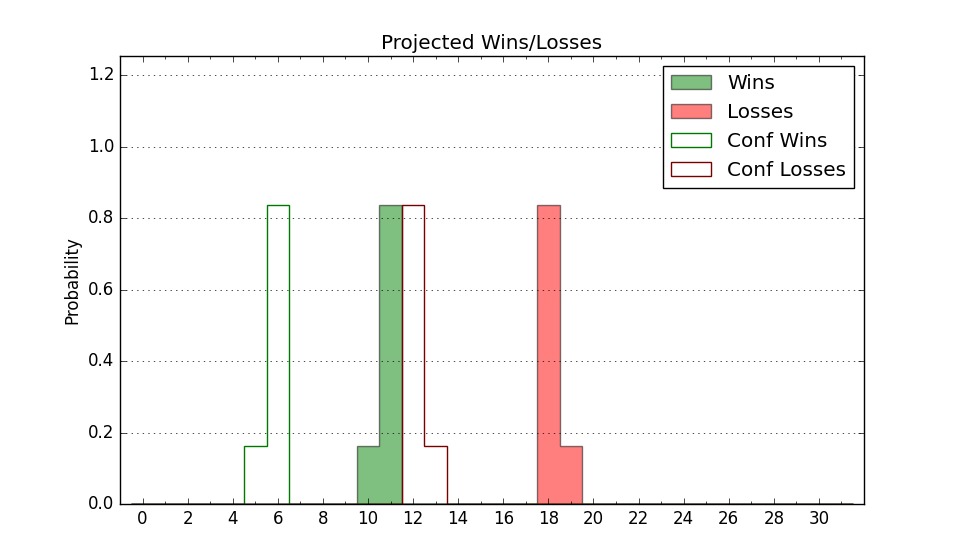 Projected Wins/Losses
Wins
Losses
Conf Wins
Conf Losses
Probability
1.2
1.0
0.8
0.6
0.4
0.2
0.0
0 2 4 6 8 10 12 14 16 18 20 22 24 26 28 30